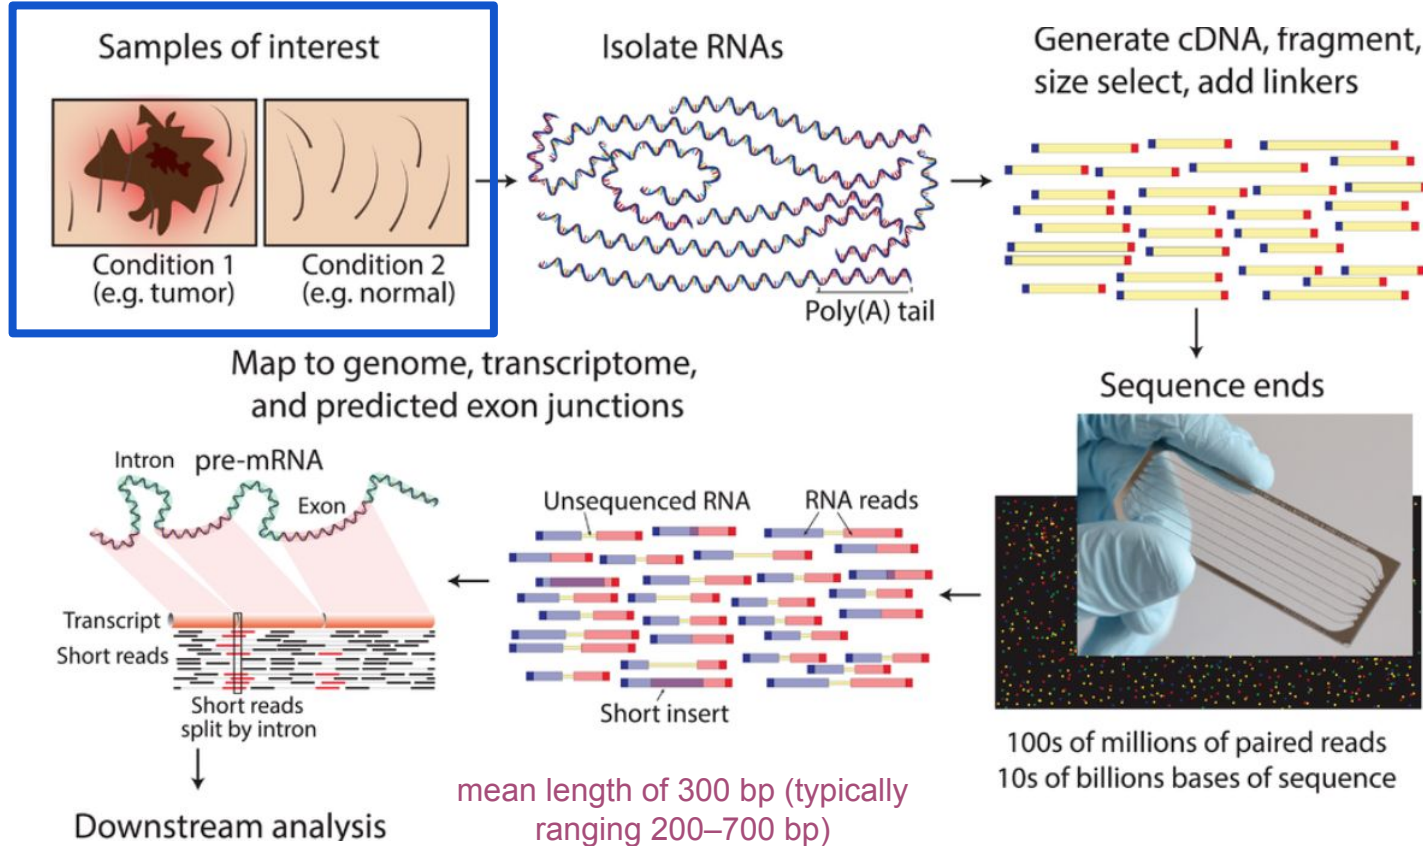 Samples of interest
Condition 1
(e.g. tumor)
Condition 2
(e.g. normal)
Isolate RNAs
Poly(A) tail
Generate cDNA, fragment,
size select, add linkers
Sequence ends
100s of millions of paired reads
10s of billions bases of sequence
Unsequenced RNA
RNA reads
Short insert
mean length of 300 bp (typically
ranging 200–700 bp)
Map to genome, transcriptome,
and predicted exon junctions
Intron
pre-mRNA
Exon
Transcript
Short reads
Short reads
split by intron
Downstream analysis